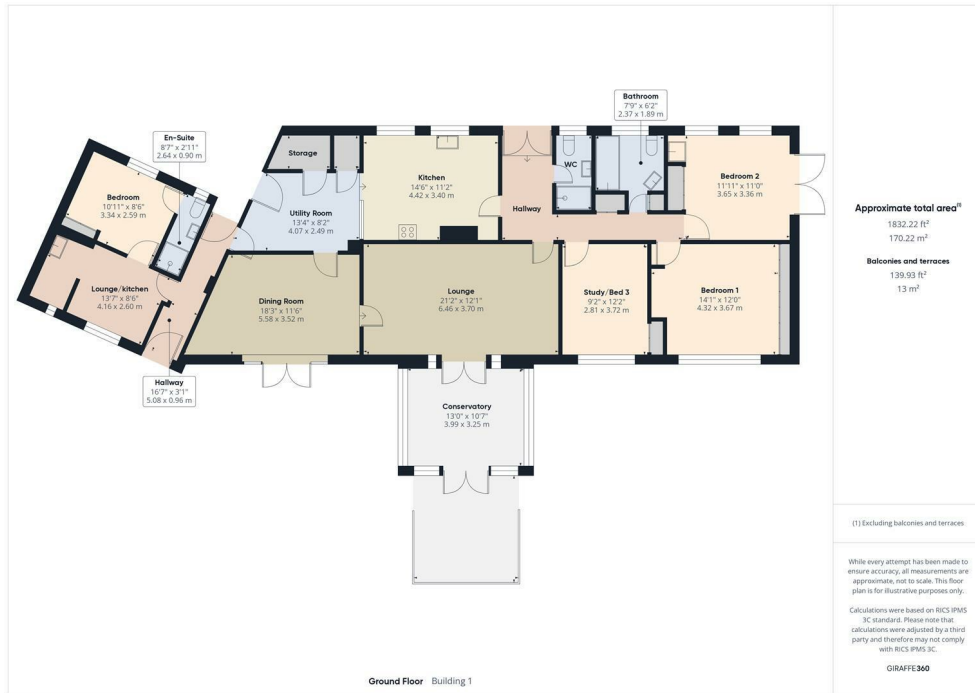 Bathroom
7'9" x 6'2"
2.37 x 1.89 m
En-Suite
8'7" x 2'11"
2.64 x 0.90 m
Storage
WC
Kitchen
14'6" x 11'2"
4.42 x 3.40 m
Bedroom 2
11'11" x 11'0"
3.65 x 3.36 m
Bedroom
10'11" x 8'6"
3.34 x 2.59 m
Utility Room
13'4" x 8'2"
4.07 x 2.49 m
Hallway
Lounge/kitchen
13'7" x 8'6"
4.16 x 2.60 m
Dining Room
18'3" x 11'6"
5.58 x 3.52 m
Lounge
21'2" x 12'1"
6.46 x 3.70 m
Study/Bed 3
9'2" x 12'2"
2.81 x 3.72 m
Bedroom 1
14'1" x 12'0"
4.32 x 3.67 m
Hallway
16'7" x 3'1"
5.08 x 0.96 m
Conservatory
13'0" x 10'7"
3.99 x 3.25 m
Ground Floor Building 1
Approximate total area(1)
1832.22 ft²
170.22 m²
Balconies and terraces
139.93 ft²
13 m²
(1) Excluding balconies and terraces
While every attempt has been made to
ensure accuracy, all measurements are
approximate, not to scale. This floor
plan is for illustrative purposes only.
Calculations were based on RICS IPMS
3C standard. Please note that
calculations were adjusted by a third
party and therefore may not comply
with RICS IPMS 3C.
GIRAFFE360